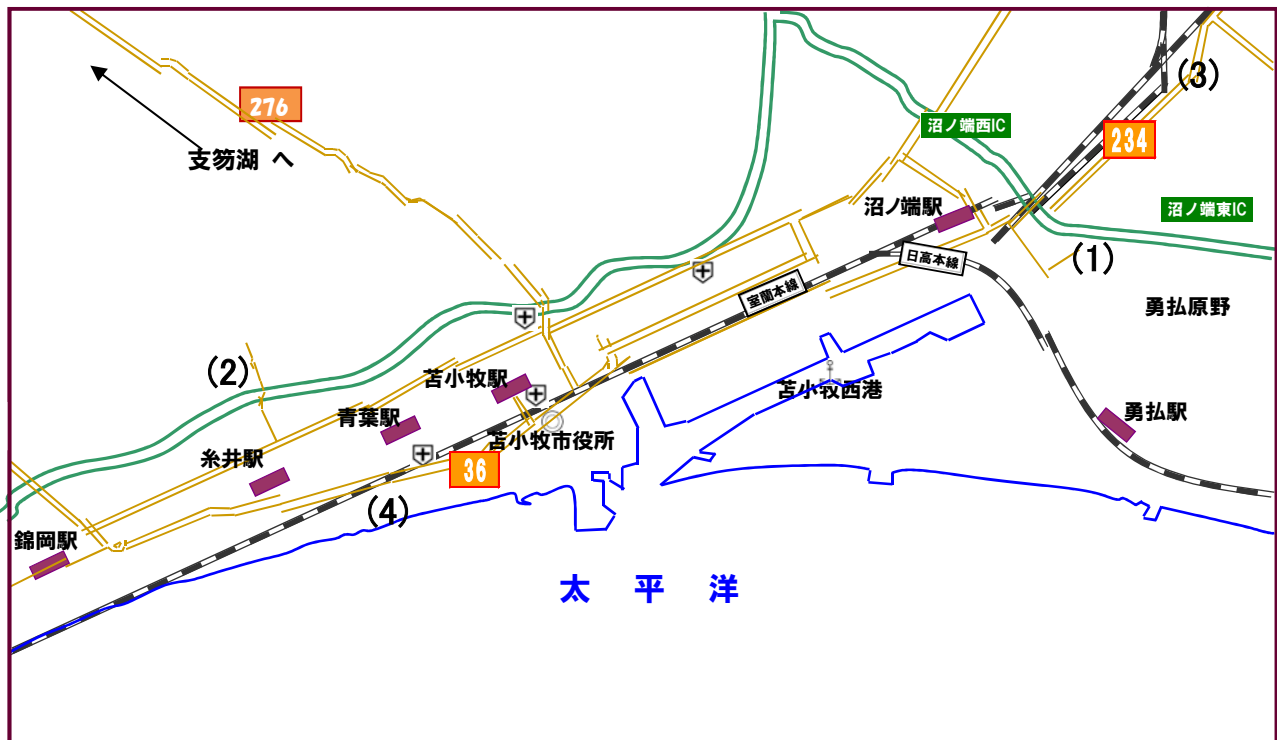 (3)
276
沼ノ端西IC
234
支笏湖 へ
沼ノ端駅
沼ノ端東IC
日高本線
(1)
室蘭本線
勇払原野
(2)
苫小牧駅
苫小牧西港
青葉駅
勇払駅
苫小牧市役所
糸井駅
36
(4)
錦岡駅
太 平 洋